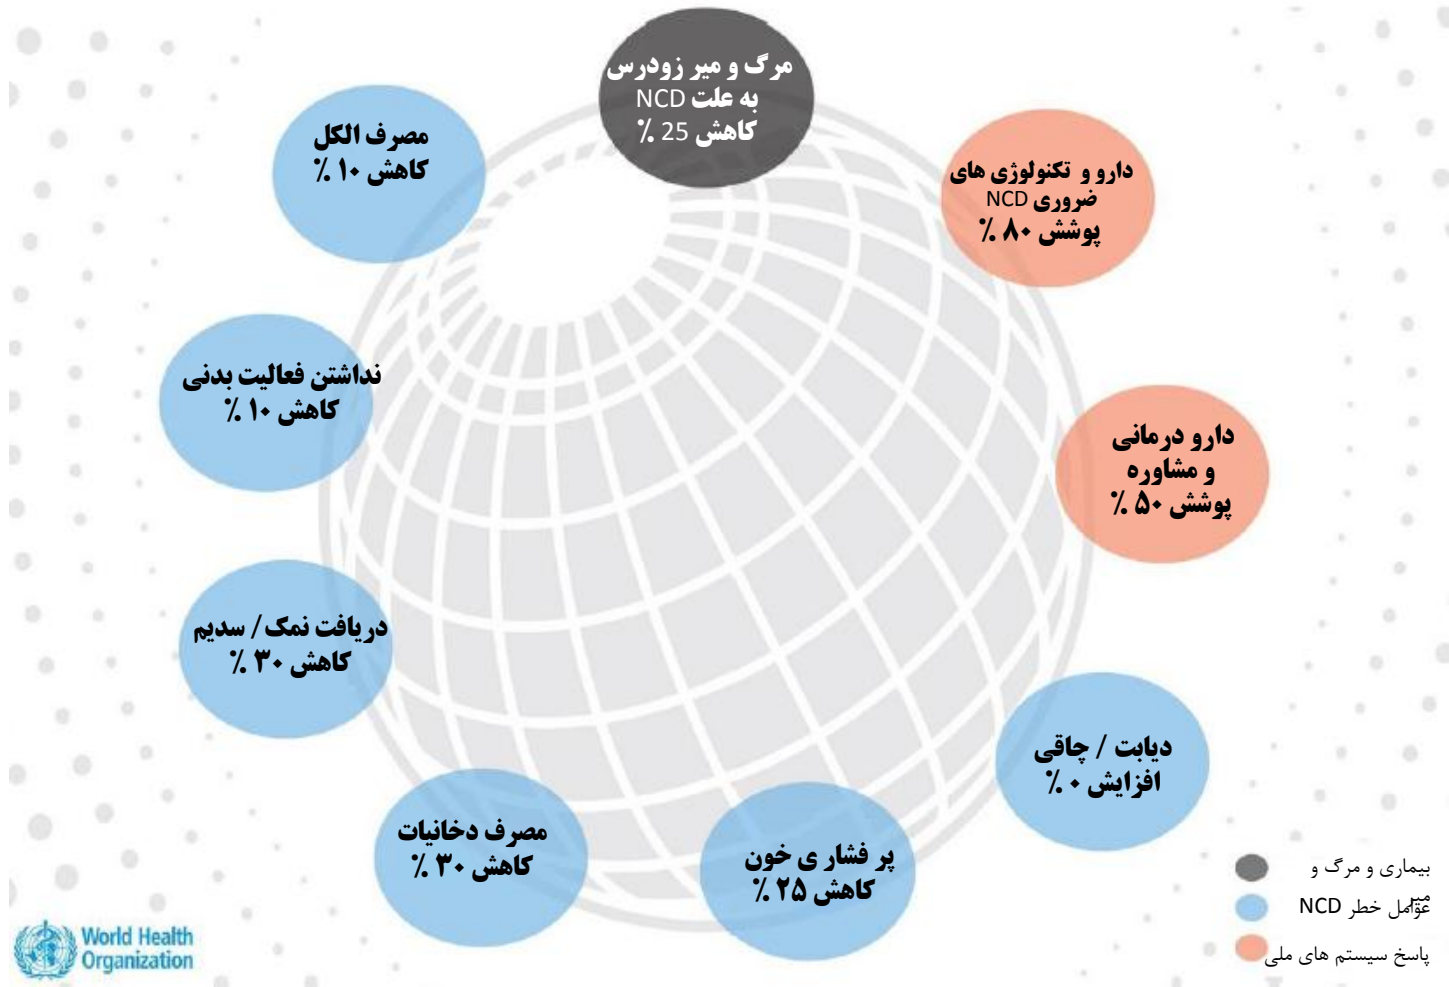 مرگ و میر زودرس
به علت NCD
کاهش 25 %
مصرف الکل
کاهش ۱۰ %
دارو و تکنولوژی های
ضروری NCD
پوشش ۸۰ %
نداشتن فعالیت بدنی
کاهش ۱۰ %
دارو درمانی
و مشاوره
پوشش ۵۰ %
دریافت نمک / سدیم
کاهش ۳۰ %
دیابت / چاقی
افزایش ۰ %
مصرف دخانیات
کاهش ۳۰ %
پر فشار ی خون
کاهش ۲۵ %
بیماری و مرگ و
میر
عوامل خطر NCD
پاسخ سیستم های ملی
World Health
Organization